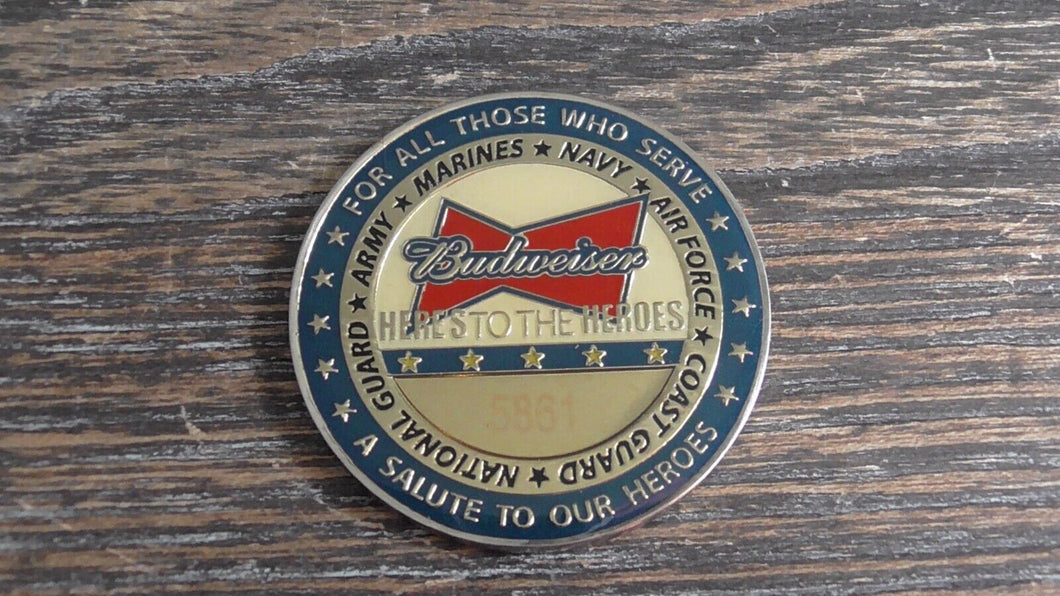 FOR ALL THOSE WHO SERVE
ARMY ★ MARINES ★ NAVY ★ AIR FORCE ★ COAST GUARD ★ NATIONAL GUARD ★
Budweiser
HERE'S TO THE HEROES
5861
A SALUTE TO OUR HEROES